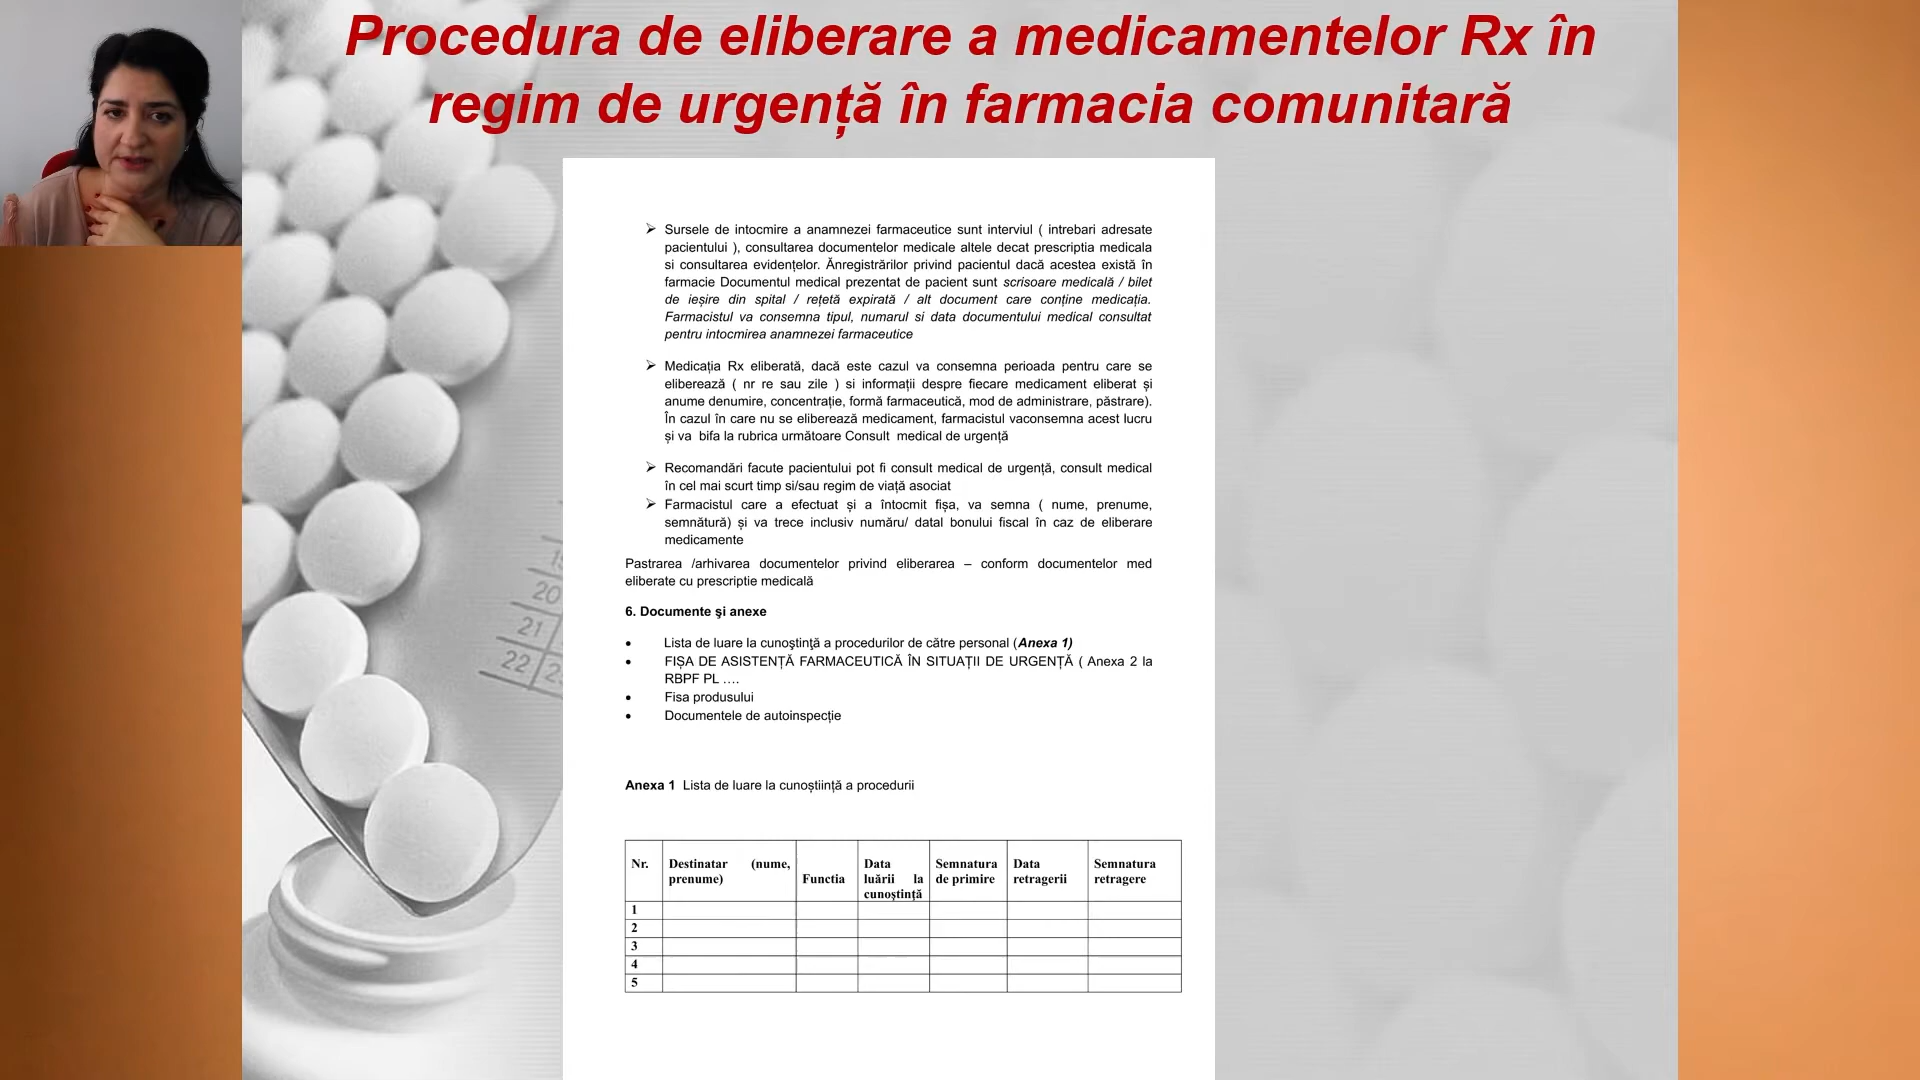 Procedura de eliberare a medicamentelor Rx în
regim de urgență în farmacia comunitară
➢ Sursele de intocmire a anamnezei farmaceutice sunt interviul ( intrebari adresate
pacientului ), consultarea documentelor medicale altele decat prescriptia medicala
si consultarea evidențelor. Ănregistrărilor privind pacientul dacă acestea există în
farmacie Documentul medical prezentat de pacient sunt scrisoare medicală / bilet
de ieșire din spital / rețetă expirată / alt document care conține medicația.
Farmacistul va consemna tipul, numarul si data documentului medical consultat
pentru intocmirea anamnezei farmaceutice
➢ Medicația Rx eliberată, dacă este cazul va consemna perioada pentru care se
eliberează ( nr re sau zile ) si informații despre fiecare medicament eliberat și
anume denumire, concentrație, formă farmaceutică, mod de administrare, păstrare).
În cazul în care nu se eliberează medicament, farmacistul vaconsemna acest lucru
și va bifa la rubrica următoare Consult medical de urgență
➢ Recomandări facute pacientului pot fi consult medical de urgență, consult medical
în cel mai scurt timp si/sau regim de viață asociat
➢ Farmacistul care a efectuat și a întocmit fișa, va semna ( nume, prenume,
semnătură) și va trece inclusiv număru/ datal bonului fiscal în caz de eliberare
medicamente
Pastrarea /arhivarea documentelor privind eliberarea – conform documentelor med
eliberate cu prescriptie medicală
6. Documente şi anexe
• Lista de luare la cunoştinţă a procedurilor de către personal (Anexa 1)
• FIȘA DE ASISTENȚĂ FARMACEUTICĂ ÎN SITUAȚII DE URGENȚĂ ( Anexa 2 la
RBPF PL ….
• Fisa produsului
• Documentele de autoinspecție
Anexa 1 Lista de luare la cunoștiință a procedurii
Nr. Destinatar (nume, prenume) Functia Data luării la cunoştinţă Semnatura de primire Data retragerii Semnatura retragere
1
2
3
4
5
19
20
21
22